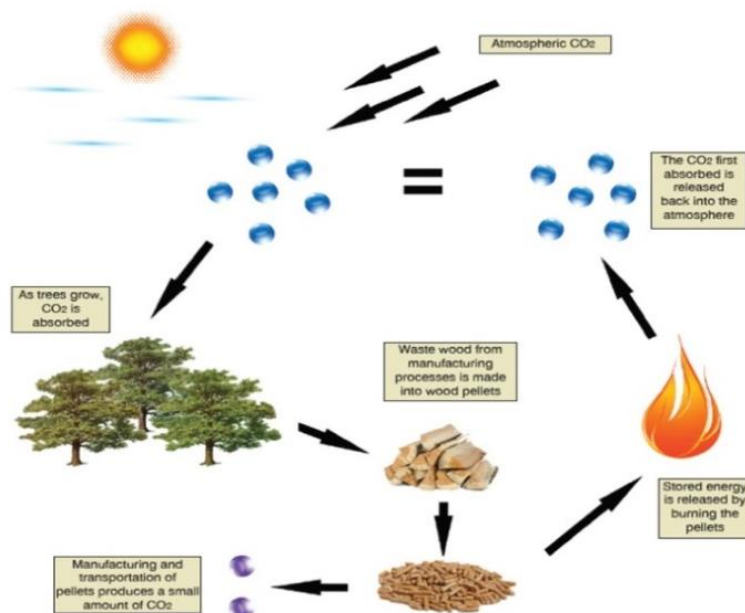 Atmospheric CO₂
The CO₂ first
absorbed is
released
back into the
atmosphere
=
As trees grow,
CO₂ is
absorbed
Waste wood from
manufacturing
processes is made
into wood pellets
Stored energy
is released by
burning the
pellets
Manufacturing and
transportation of
pellets produces a small
amount of CO₂